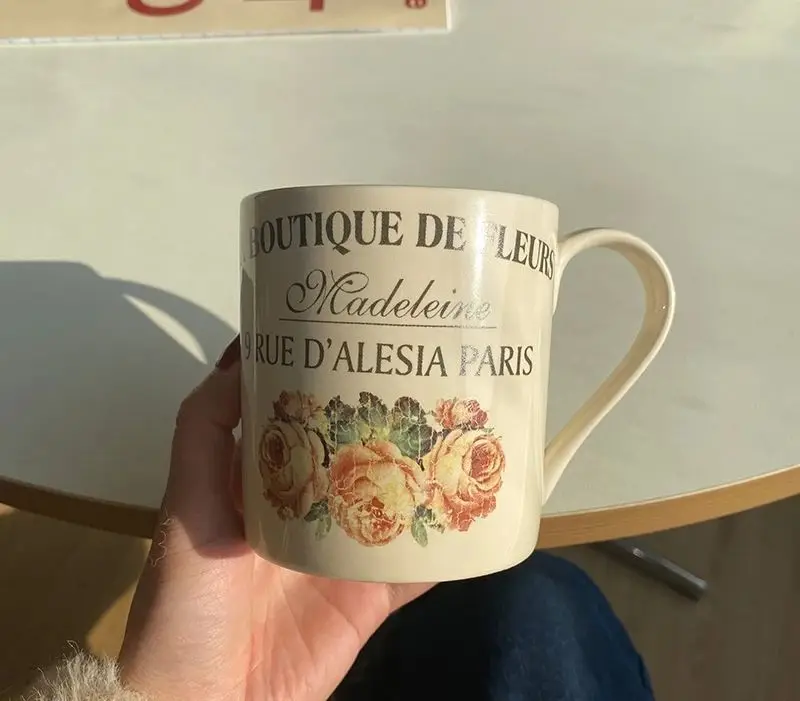 BOUTIQUE DE FLEURS
Madeleine
9 RUE D'ALESIA PARIS